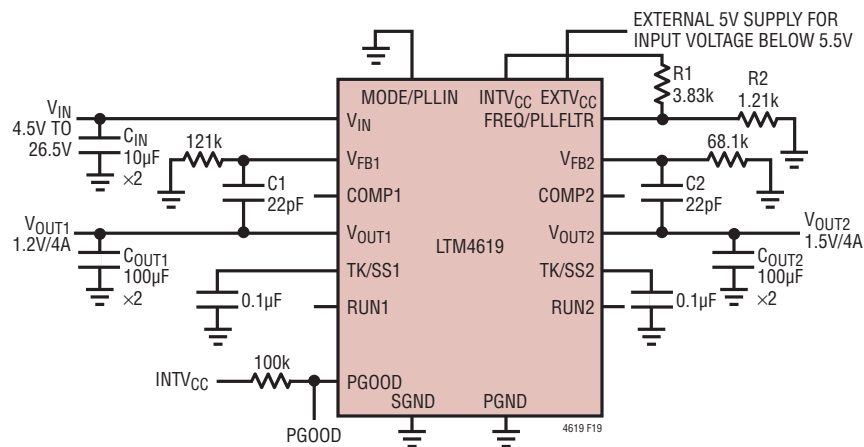 EXTERNAL 5V SUPPLY FOR
INPUT VOLTAGE BELOW 5.5V
R1
3.83k
R2
1.21k
MODE/PLLIN
INTVCC
EXTVCC
FREQ/PLLFLTR
VIN
4.5V TO
26.5V
CIN
10µF
×2
VIN
121k
VFB1
VFB2
68.1k
C1
22pF
COMP1
COMP2
C2
22pF
VOUT1
1.2V/4A
VOUT1
LTM4619
VOUT2
VOUT2
1.5V/4A
COUT1
100µF
×2
TK/SS1
TK/SS2
COUT2
100µF
×2
0.1µF
RUN1
RUN2
0.1µF
INTVCC
100k
PGOOD
SGND
PGND
PGOOD
4619 F19